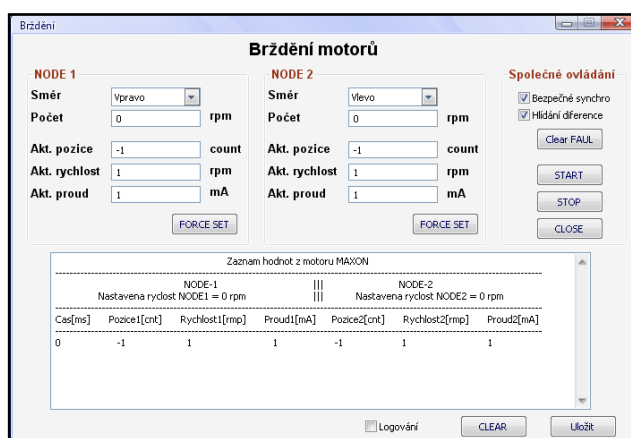 Brždění
Brždění motorů
NODE 1
Směr Vpravo
Počet 0 rpm
Akt. pozice -1 count
Akt. rychlost 1 rpm
Akt. proud 1 mA
FORCE SET
NODE 2
Směr Vlevo
Počet 0 rpm
Akt. pozice -1 count
Akt. rychlost 1 rpm
Akt. proud 1 mA
FORCE SET
Společné ovládání
Bezpečné synchro
Hlídání diference
Clear FAUL
START
STOP
CLOSE
Zaznam hodnot z motoru MAXON
--------------------------------------------------
NODE-1 ||| NODE-2
Nastavena ryclost NODE1 = 0 rpm ||| Nastavena ryclost NODE2 = 0 rpm
--------------------------------------------------
Cas[ms] Pozice1[cnt] Rychlost1[rmp] Proud1[mA] Pozice2[cnt] Rychlost2[rmp] Proud2[mA]
--------------------------------------------------
0 -1 1 1 -1 1 1
Logování CLEAR Uložit